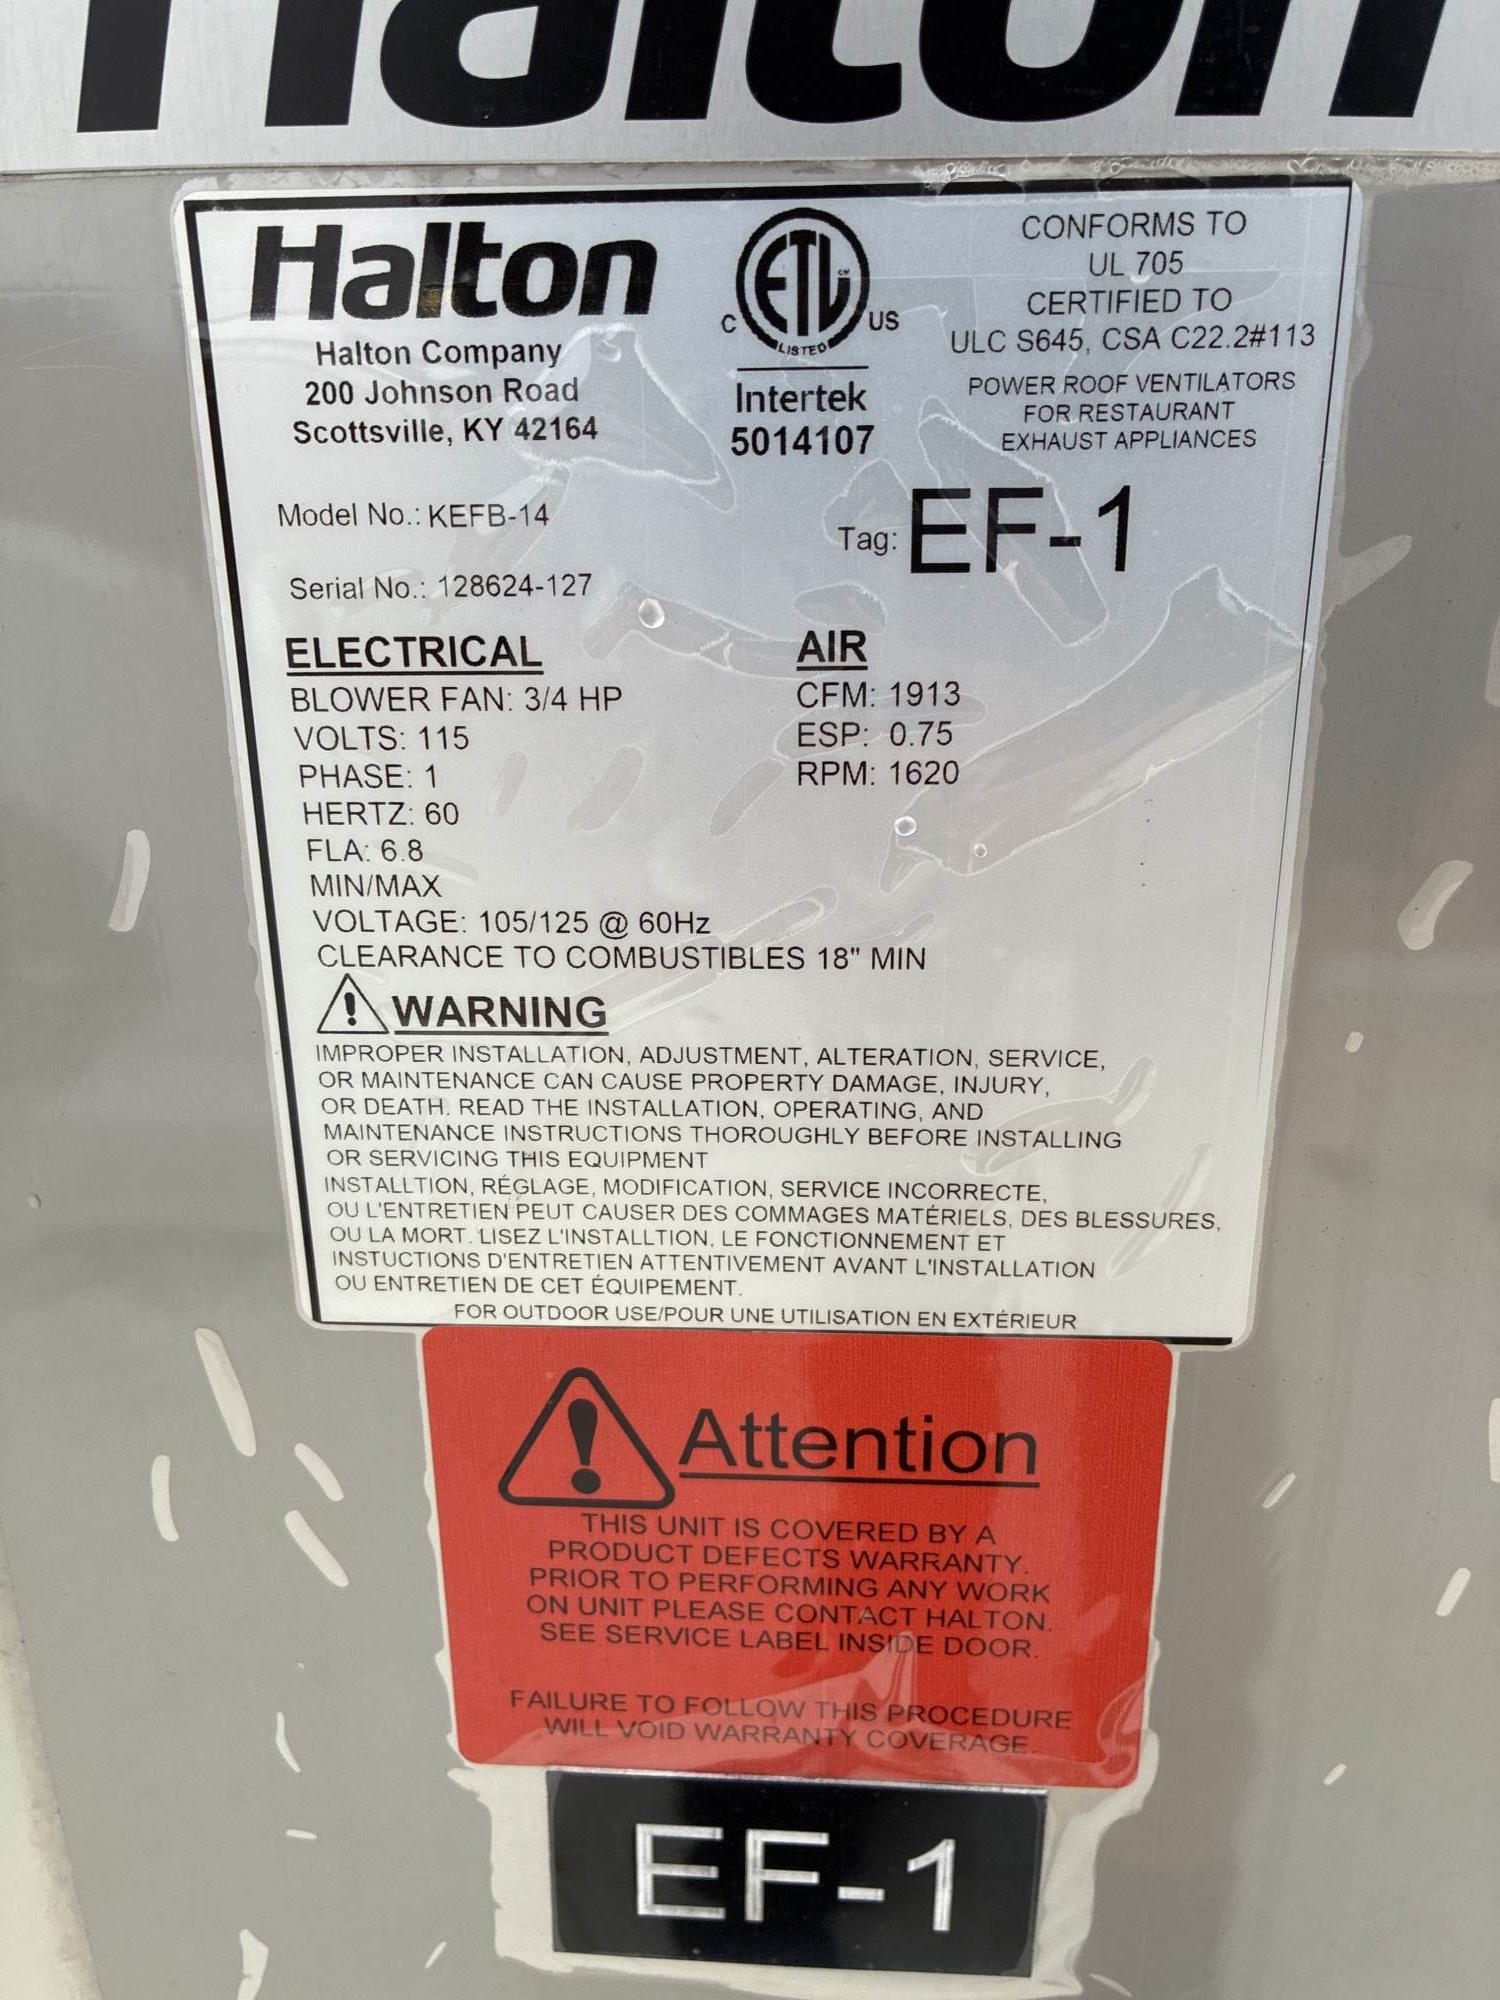 Halton
Halton
Halton Company
200 Johnson Road
Scottsville, KY 42164
C ETL CM US
LISTED
Intertek
5014107
CONFORMS TO
UL 705
CERTIFIED TO
ULC S645, CSA C22.2#113
POWER ROOF VENTILATORS
FOR RESTAURANT
EXHAUST APPLIANCES
Model No.: KEFB-14
Tag: EF-1
Serial No.: 128624-127
ELECTRICAL
BLOWER FAN: 3/4 HP
VOLTS: 115
PHASE: 1
HERTZ: 60
FLA: 6.8
MIN/MAX
VOLTAGE: 105/125 @ 60Hz
CLEARANCE TO COMBUSTIBLES 18" MIN
AIR
CFM: 1913
ESP: 0.75
RPM: 1620
! WARNING
IMPROPER INSTALLATION, ADJUSTMENT, ALTERATION, SERVICE,
OR MAINTENANCE CAN CAUSE PROPERTY DAMAGE, INJURY,
OR DEATH. READ THE INSTALLATION, OPERATING, AND
MAINTENANCE INSTRUCTIONS THOROUGHLY BEFORE INSTALLING
OR SERVICING THIS EQUIPMENT
INSTALLTION, RÉGLAGE, MODIFICATION, SERVICE INCORRECTE,
OU L'ENTRETIEN PEUT CAUSER DES COMMAGES MATÉRIELS, DES BLESSURES,
OU LA MORT. LISEZ L'INSTALLTION, LE FONCTIONNEMENT ET
INSTUCTIONS D'ENTRETIEN ATTENTIVEMENT AVANT L'INSTALLATION
OU ENTRETIEN DE CET ÉQUIPEMENT.
FOR OUTDOOR USE/POUR UNE UTILISATION EN EXTÉRIEUR
! Attention
THIS UNIT IS COVERED BY A
PRODUCT DEFECTS WARRANTY.
PRIOR TO PERFORMING ANY WORK
ON UNIT PLEASE CONTACT HALTON.
SEE SERVICE LABEL INSIDE DOOR.
FAILURE TO FOLLOW THIS PROCEDURE
WILL VOID WARRANTY COVERAGE.
EF-1